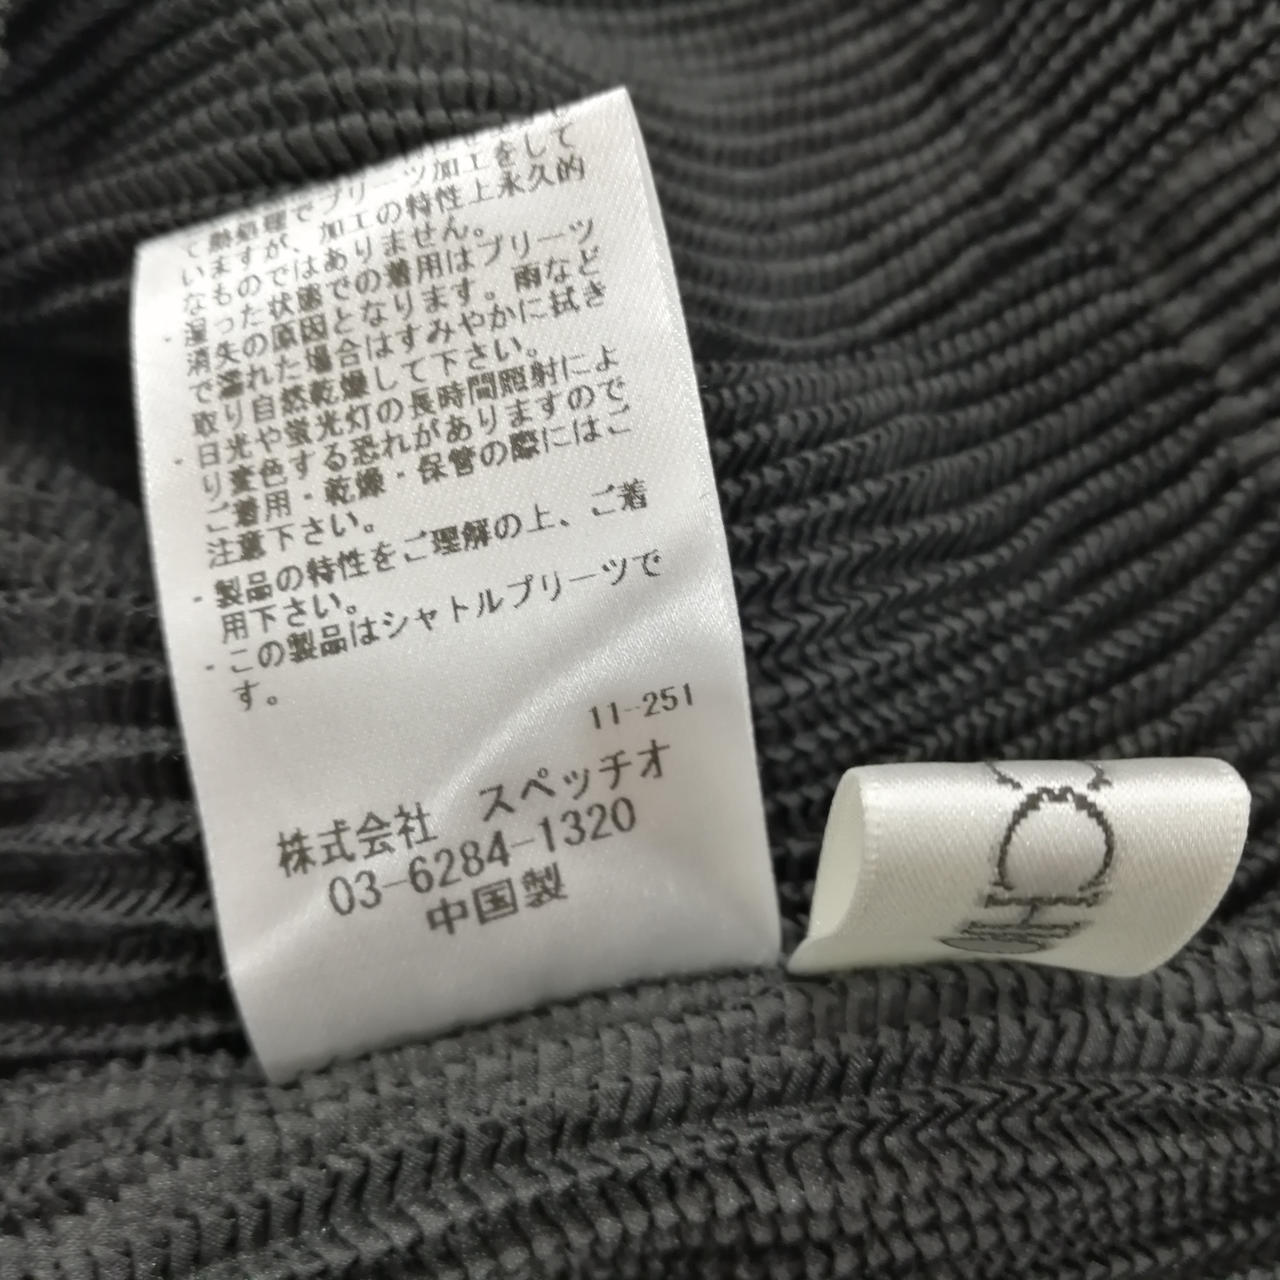 て熱処理でプリーツ加工をして
いますが、加工の特性上永久的
なものではありません。
・湿った状態での着用はプリーツ
消失の原因となります。雨など
で濡れた場合はすみやかに拭き
取り自然乾燥して下さい。
・日光や蛍光灯の長時間照射によ
り変色する恐れがありますので
ご着用・乾燥・保管の際にはご
注意下さい。
・製品の特性をご理解の上、ご着
用下さい。
・この製品はシャトルプリーツで
す。
11-251
株式会社 スペッチオ
03-6284-1320
中国製